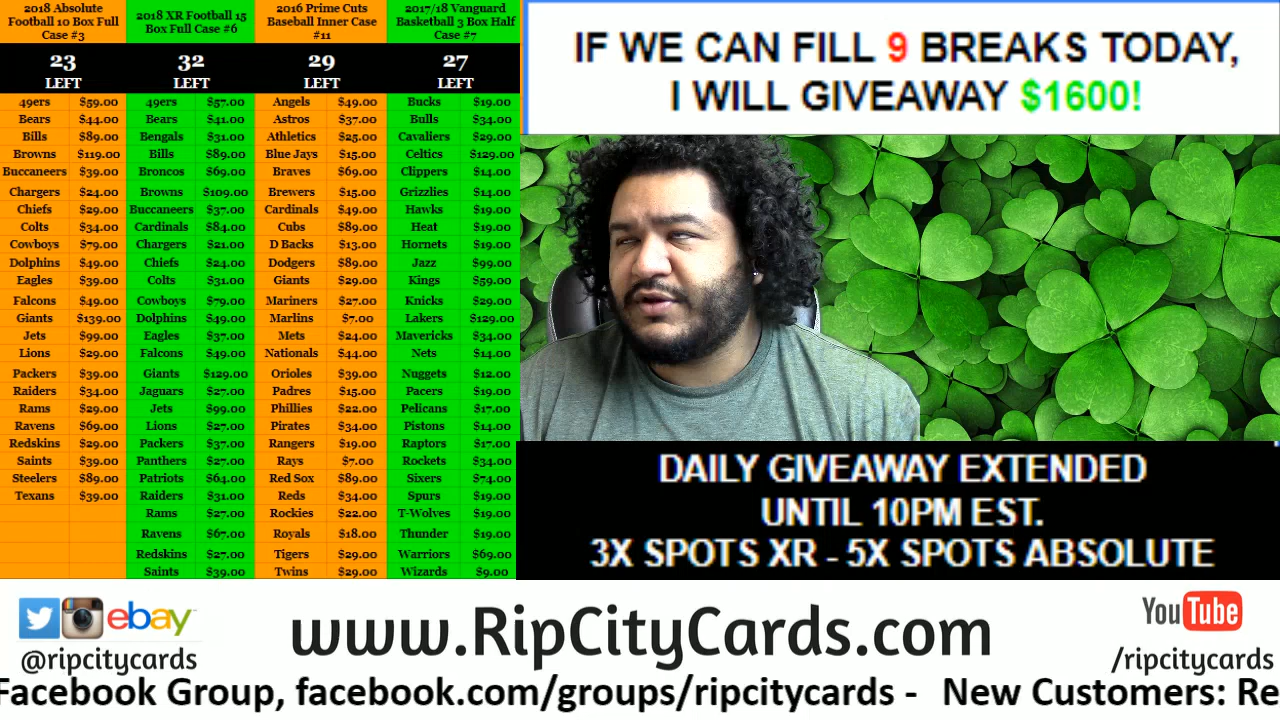 2018 Absolute
Football 10 Box Full
Case #3
23
LEFT
49ers $59.00
Bears $44.00
Bills $89.00
Browns $119.00
Buccaneers $39.00
Chargers $24.00
Chiefs $29.00
Colts $34.00
Cowboys $79.00
Dolphins $49.00
Eagles $39.00
Falcons $49.00
Giants $139.00
Jets $99.00
Lions $29.00
Packers $39.00
Raiders $34.00
Rams $29.00
Ravens $69.00
Redskins $29.00
Saints $39.00
Steelers $89.00
Texans $39.00
2018 XR Football 15
Box Full Case #6
32
LEFT
49ers $57.00
Bears $41.00
Bengals $31.00
Bills $89.00
Broncos $69.00
Browns $109.00
Buccaneers $37.00
Cardinals $84.00
Chargers $21.00
Chiefs $24.00
Colts $31.00
Cowboys $79.00
Dolphins $49.00
Eagles $37.00
Falcons $49.00
Giants $129.00
Jaguars $27.00
Jets $99.00
Lions $27.00
Packers $37.00
Panthers $27.00
Patriots $64.00
Raiders $31.00
Rams $27.00
Ravens $67.00
Redskins $27.00
Saints $39.00
2016 Prime Cuts
Baseball Inner Case
#11
29
LEFT
Angels $49.00
Astros $37.00
Athletics $25.00
Blue Jays $15.00
Braves $69.00
Brewers $15.00
Cardinals $49.00
Cubs $89.00
D Backs $13.00
Dodgers $89.00
Giants $29.00
Mariners $27.00
Marlins $7.00
Mets $24.00
Nationals $44.00
Orioles $39.00
Padres $15.00
Phillies $22.00
Pirates $34.00
Rangers $19.00
Rays $7.00
Red Sox $89.00
Reds $34.00
Rockies $22.00
Royals $18.00
Tigers $29.00
Twins $29.00
2017/18 Vanguard
Basketball 3 Box Half
Case #7
27
LEFT
Bucks $19.00
Bulls $34.00
Cavaliers $29.00
Celtics $129.00
Clippers $14.00
Grizzlies $14.00
Hawks $19.00
Heat $19.00
Hornets $19.00
Jazz $99.00
Kings $59.00
Knicks $29.00
Lakers $129.00
Mavericks $34.00
Nets $14.00
Nuggets $12.00
Pacers $19.00
Pelicans $17.00
Pistons $14.00
Raptors $17.00
Rockets $34.00
Sixers $74.00
Spurs $19.00
T-Wolves $19.00
Thunder $19.00
Warriors $69.00
Wizards $9.00
IF WE CAN FILL 9 BREAKS TODAY,
I WILL GIVEAWAY $1600!
DAILY GIVEAWAY EXTENDED
UNTIL 10PM EST.
3X SPOTS XR - 5X SPOTS ABSOLUTE
ebay
@ripcitycards
www.RipCityCards.com
YouTube
/ripcitycards
Facebook Group, facebook.com/groups/ripcitycards - New Customers: Re